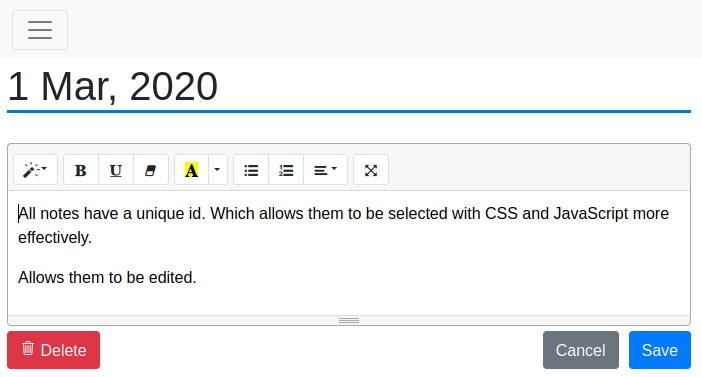 1 Mar, 2020
B U A
All notes have a unique id. Which allows them to be selected with CSS and JavaScript more
effectively.
Allows them to be edited.
Delete Cancel Save